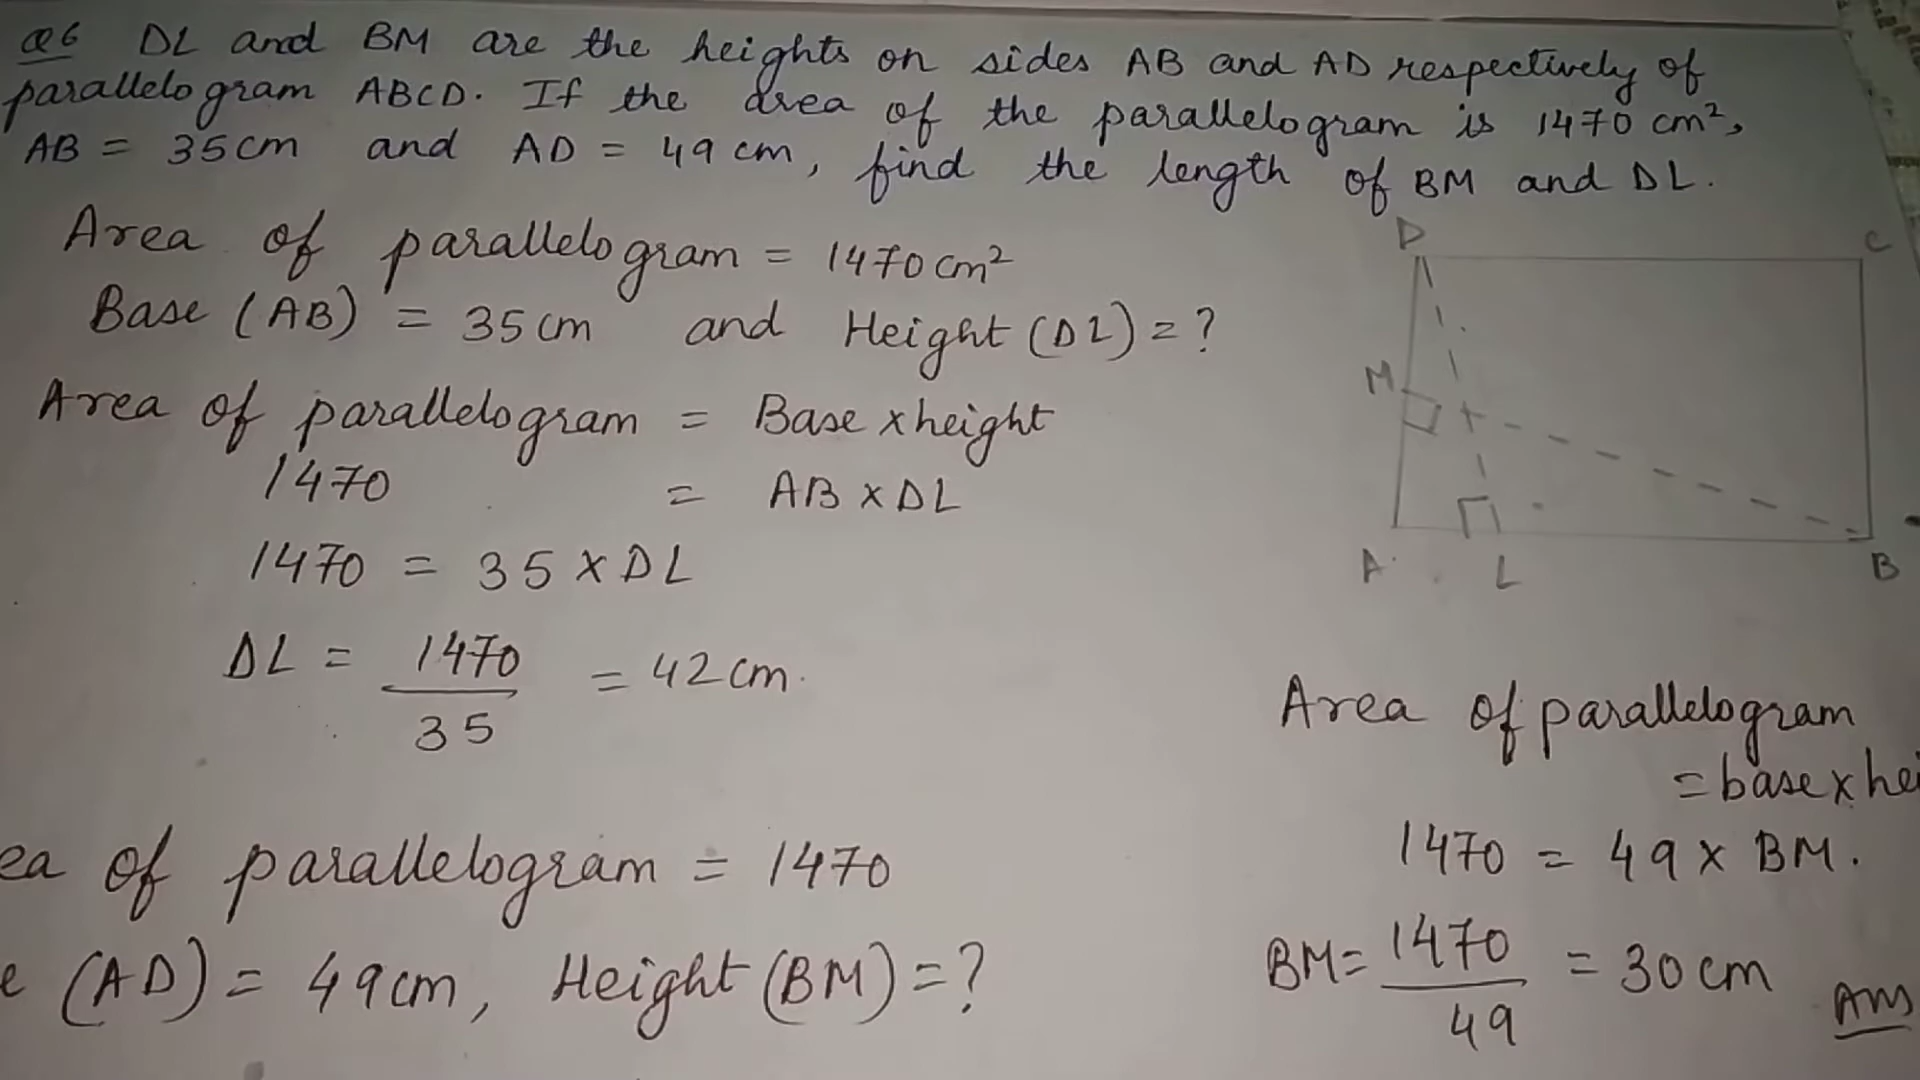 Q6 DL and BM are the heights on sides AB and AD respectively of
parallelogram ABCD. If the area of the parallelogram is 1470 cm²,
AB = 35cm and AD = 49 cm, find the length of BM and DL.
Area of parallelogram = 1470 cm²
Base (AB) = 35 cm and Height (DL) = ?
Area of parallelogram = Base x height
1470 = AB x DL
1470 = 35 x DL
DL = 1470/35 = 42 cm.
D
C
M
A
L
B
ea of parallelogram = 1470
e (AD) = 49cm, Height (BM) = ?
Area of parallelogram
= base x hei
1470 = 49 x BM.
BM = 1470/49 = 30 cm Ans